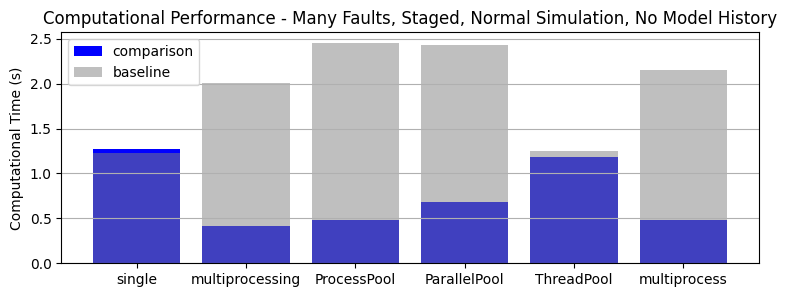 Computational Performance - Many Faults, Staged, Normal Simulation, No Model History
Computational Time (s)
2.5
2.0
1.5
1.0
0.5
0.0
comparison
baseline
single
multiprocessing
ProcessPool
ParallelPool
ThreadPool
multiprocess